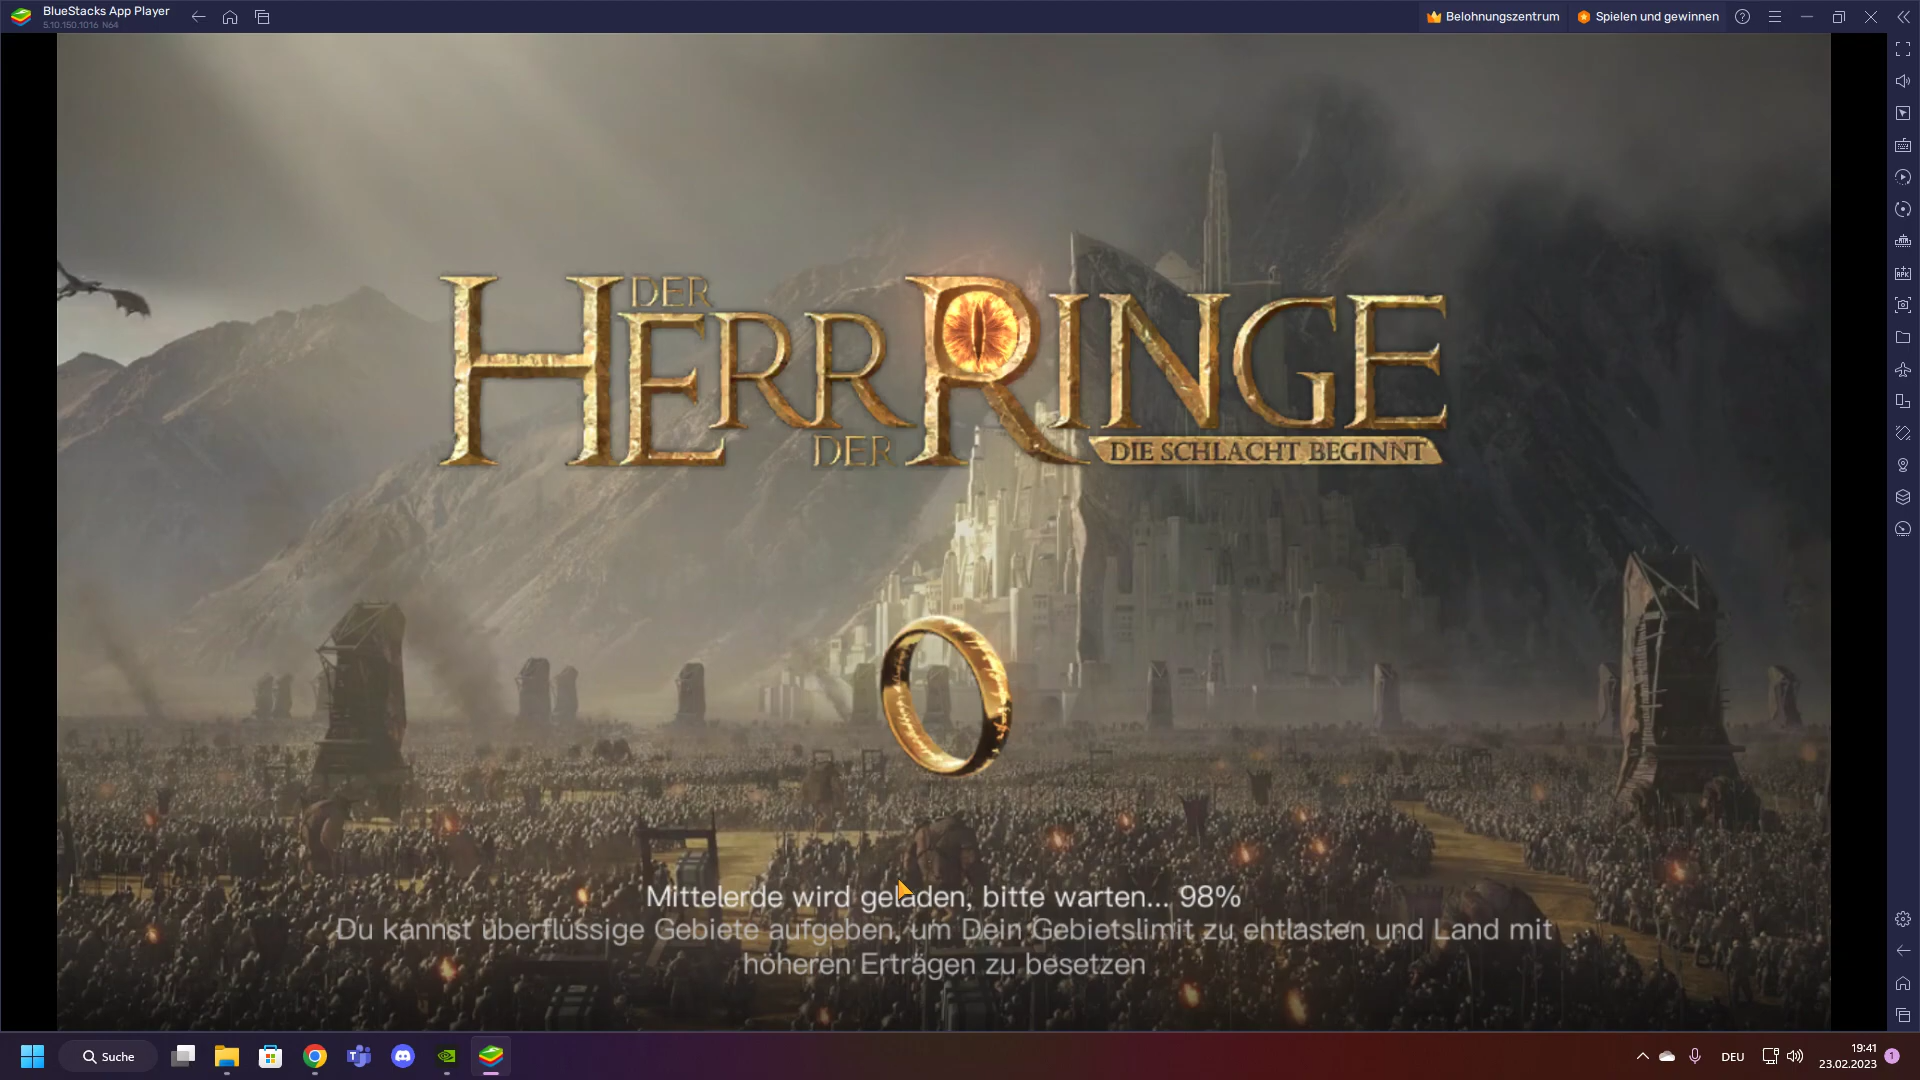 BlueStacks App Player
5.10.150.1016 N64
Belohnungszentrum
Spielen und gewinnen
DER
HERR
DER
RINGE
DIE SCHLACHT BEGINNT
Mittelerde wird geladen, bitte warten... 98%
Du kannst überflüssige Gebiete aufgeben, um Dein Gebietslimit zu entlasten und Land mit
höheren Erträgen zu besetzen
Suche
DEU
19:41
23.02.2023
1